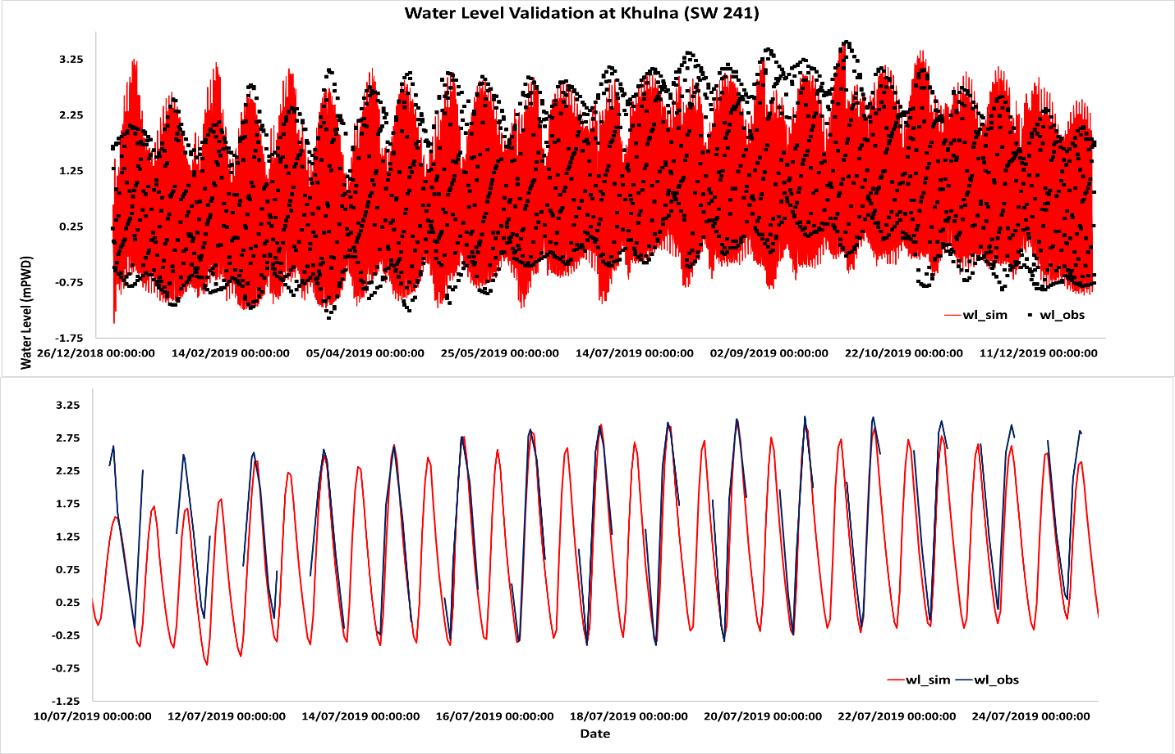 Water Level Validation at Khulna (SW 241)
3.25
2.25
1.25
0.25
-0.75
-1.75
Water Level (mPWD)
wl_sim wl_obs
26/12/2018 00:00:00 14/02/2019 00:00:00 05/04/2019 00:00:00 25/05/2019 00:00:00 14/07/2019 00:00:00 02/09/2019 00:00:00 22/10/2019 00:00:00 11/12/2019 00:00:00
3.25
2.75
2.25
1.75
1.25
0.75
0.25
-0.25
-0.75
-1.25
wl_sim wl_obs
10/07/2019 00:00:00 12/07/2019 00:00:00 14/07/2019 00:00:00 16/07/2019 00:00:00 18/07/2019 00:00:00 20/07/2019 00:00:00 22/07/2019 00:00:00 24/07/2019 00:00:00
Date